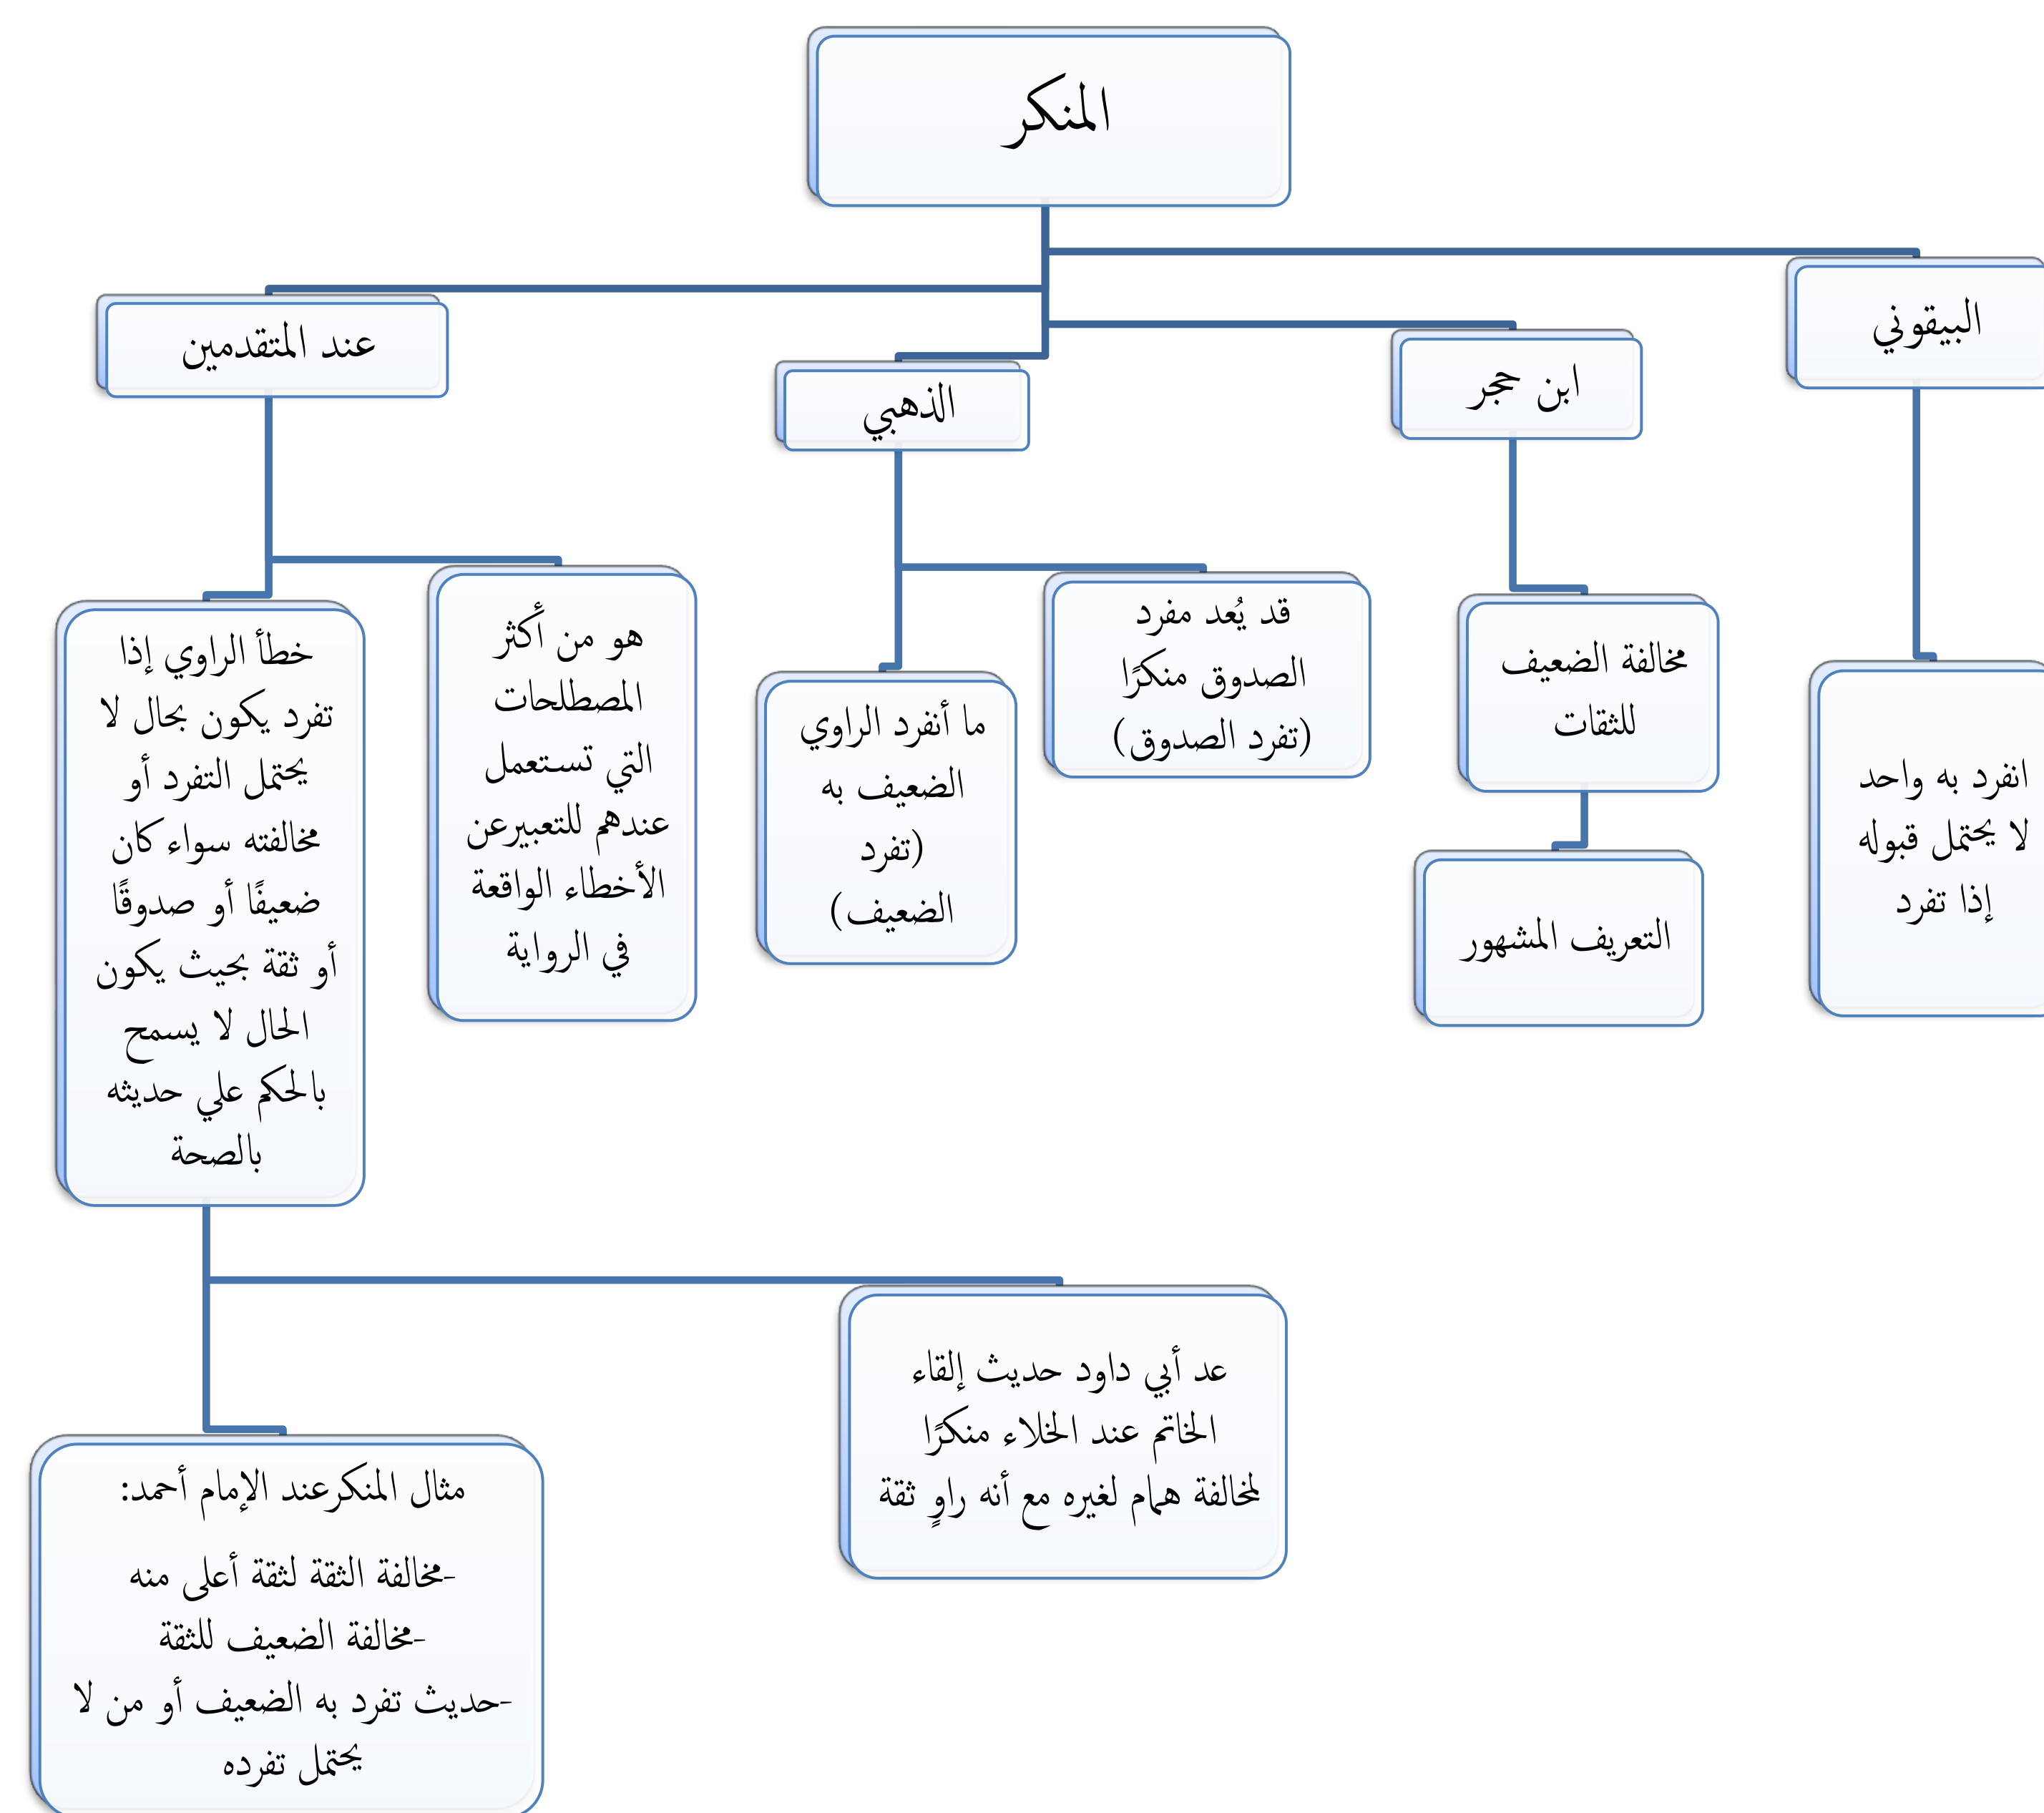 المنكر
البيقوني
انفرد به واحد
لا يحتمل قبوله
إذا تفرد
ابن حجر
مخالفة الضعيف
للثقات
التعريف المشهور
الذهبي
قد يُعد مفرد
الصدوق منكرًا
(تفرد الصدوق)
ما أنفرد الراوي
الضعيف به
(تفرد
الضعيف)
عند المتقدمين
هو من أكثر
المصطلحات
التي تستعمل
عندهم للتعبيرعن
الأخطاء الواقعة
في الرواية
خطأ الراوي إذا
تفرد يكون بحال لا
يحتمل التفرد أو
مخالفته سواء كان
ضعيفًا أو صدوقًا
أو ثقة بحيث يكون
الحال لا يسمح
بالحكم علي حديثه
بالصحة
عد أبي داود حديث إلقاء
الخاتم عند الخلاء منكرًا
لمخالفة همام لغيره مع أنه راوٍ ثقة
مثال المنكرعند الإمام أحمد:
-مخالفة الثقة لثقة أعلى منه
-مخالفة الضعيف للثقة
-حديث تفرد به الضعيف أو من لا
يحتمل تفرده